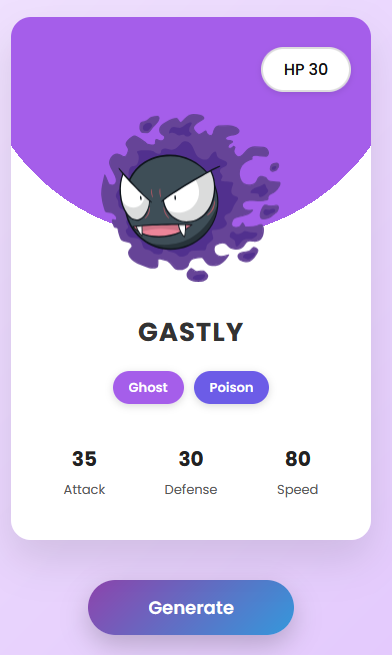 HP 30
GASTLY
Ghost Poison
35 30 80
Attack Defense Speed
Generate